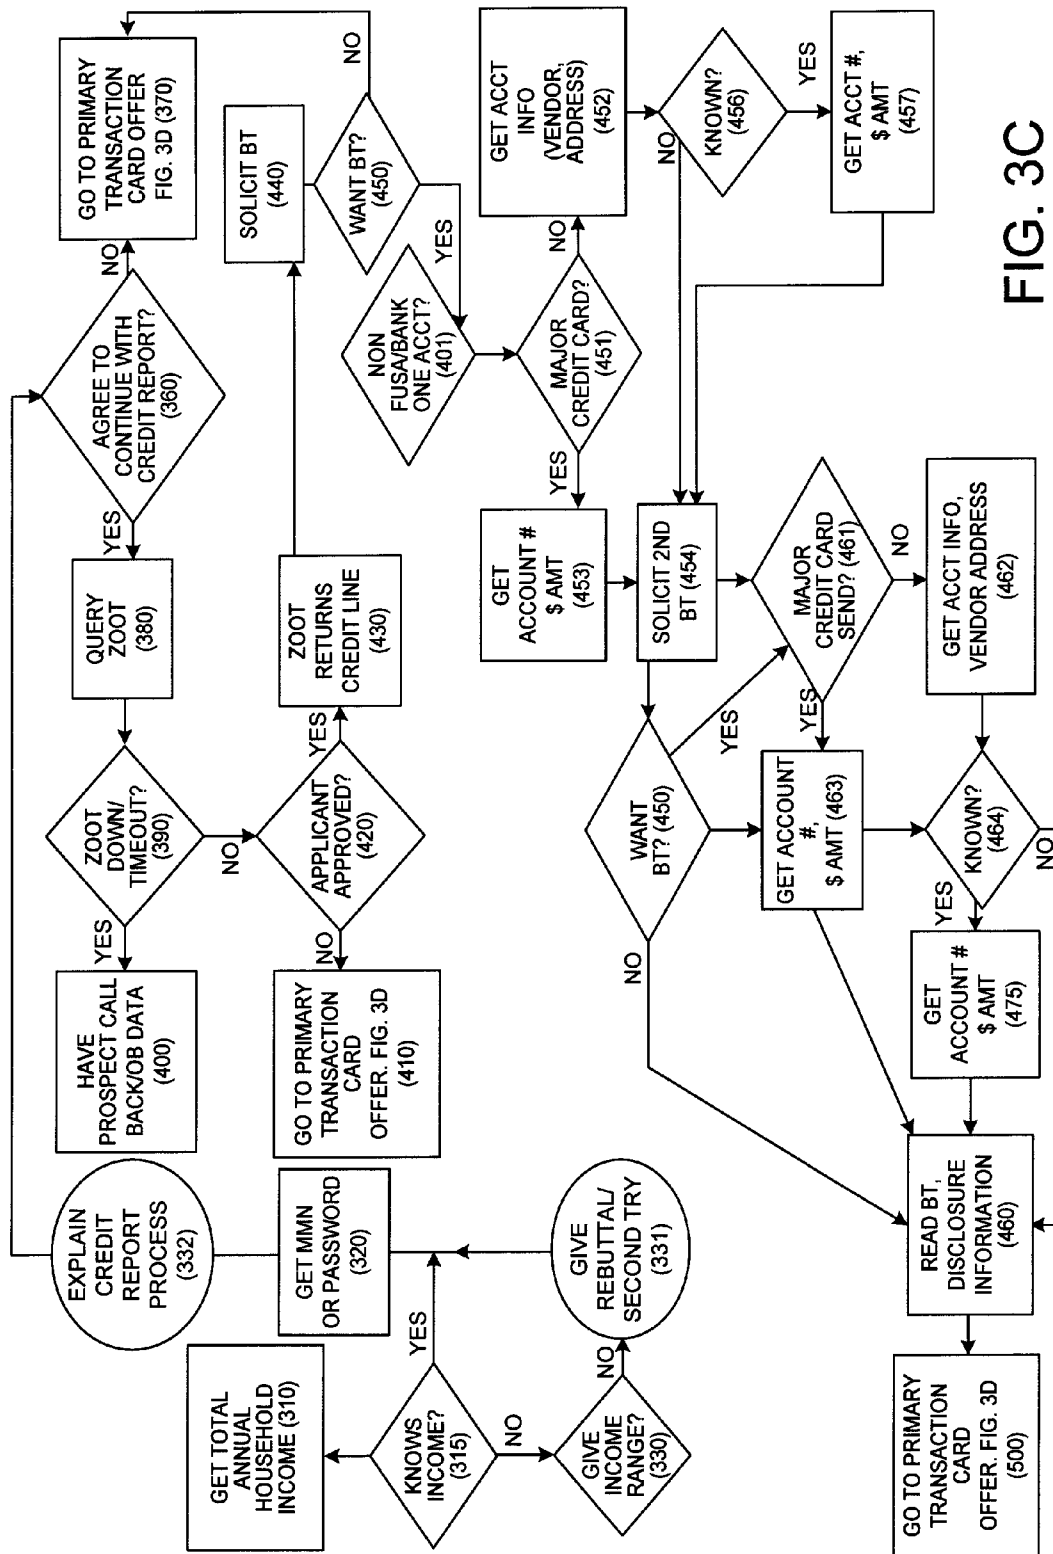 GET TOTAL
ANNUAL
HOUSEHOLD
INCOME (310)
KNOWS
INCOME?
(315)
YES
NO
GIVE
INCOME
RANGE?
(330)
NO
GIVE
REBUTTAL/
SECOND TRY
(331)
GET MMN
OR PASSWORD
(320)
EXPLAIN
CREDIT
REPORT
PROCESS
(332)
AGREE TO
CONTINUE WITH
CREDIT REPORT?
(360)
NO
GO TO PRIMARY
TRANSACTION
CARD OFFER
FIG. 3D (370)
YES
QUERY
ZOOT
(380)
ZOOT
DOWN/
TIMEOUT?
(390)
YES
HAVE
PROSPECT CALL
BACK/OB DATA
(400)
NO
APPLICANT
APPROVED?
(420)
NO
GO TO PRIMARY
TRANSACTION
CARD
OFFER. FIG. 3D
(410)
YES
ZOOT
RETURNS
CREDIT LINE
(430)
SOLICIT BT
(440)
WANT BT?
(450)
NO
YES
NON
FUSA/BANK
ONE ACCT?
(401)
MAJOR
CREDIT CARD?
(451)
NO
GET ACCT
INFO
(VENDOR,
ADDRESS)
(452)
NO
KNOWN?
(456)
YES
GET ACCT #,
$ AMT
(457)
YES
GET
ACCOUNT #
$ AMT
(453)
SOLICIT 2ND
BT (454)
WANT
BT? (450)
NO
YES
MAJOR
CREDIT CARD
SEND? (461)
YES
NO
GET ACCOUNT
#,
$ AMT (463)
GET ACCT INFO,
VENDOR ADDRESS
(462)
KNOWN?
(464)
YES
NO
GET
ACCOUNT #
$ AMT
(475)
READ BT,
DISCLOSURE
INFORMATION
(460)
GO TO PRIMARY
TRANSACTION
CARD
OFFER. FIG. 3D
(500)
FIG. 3C